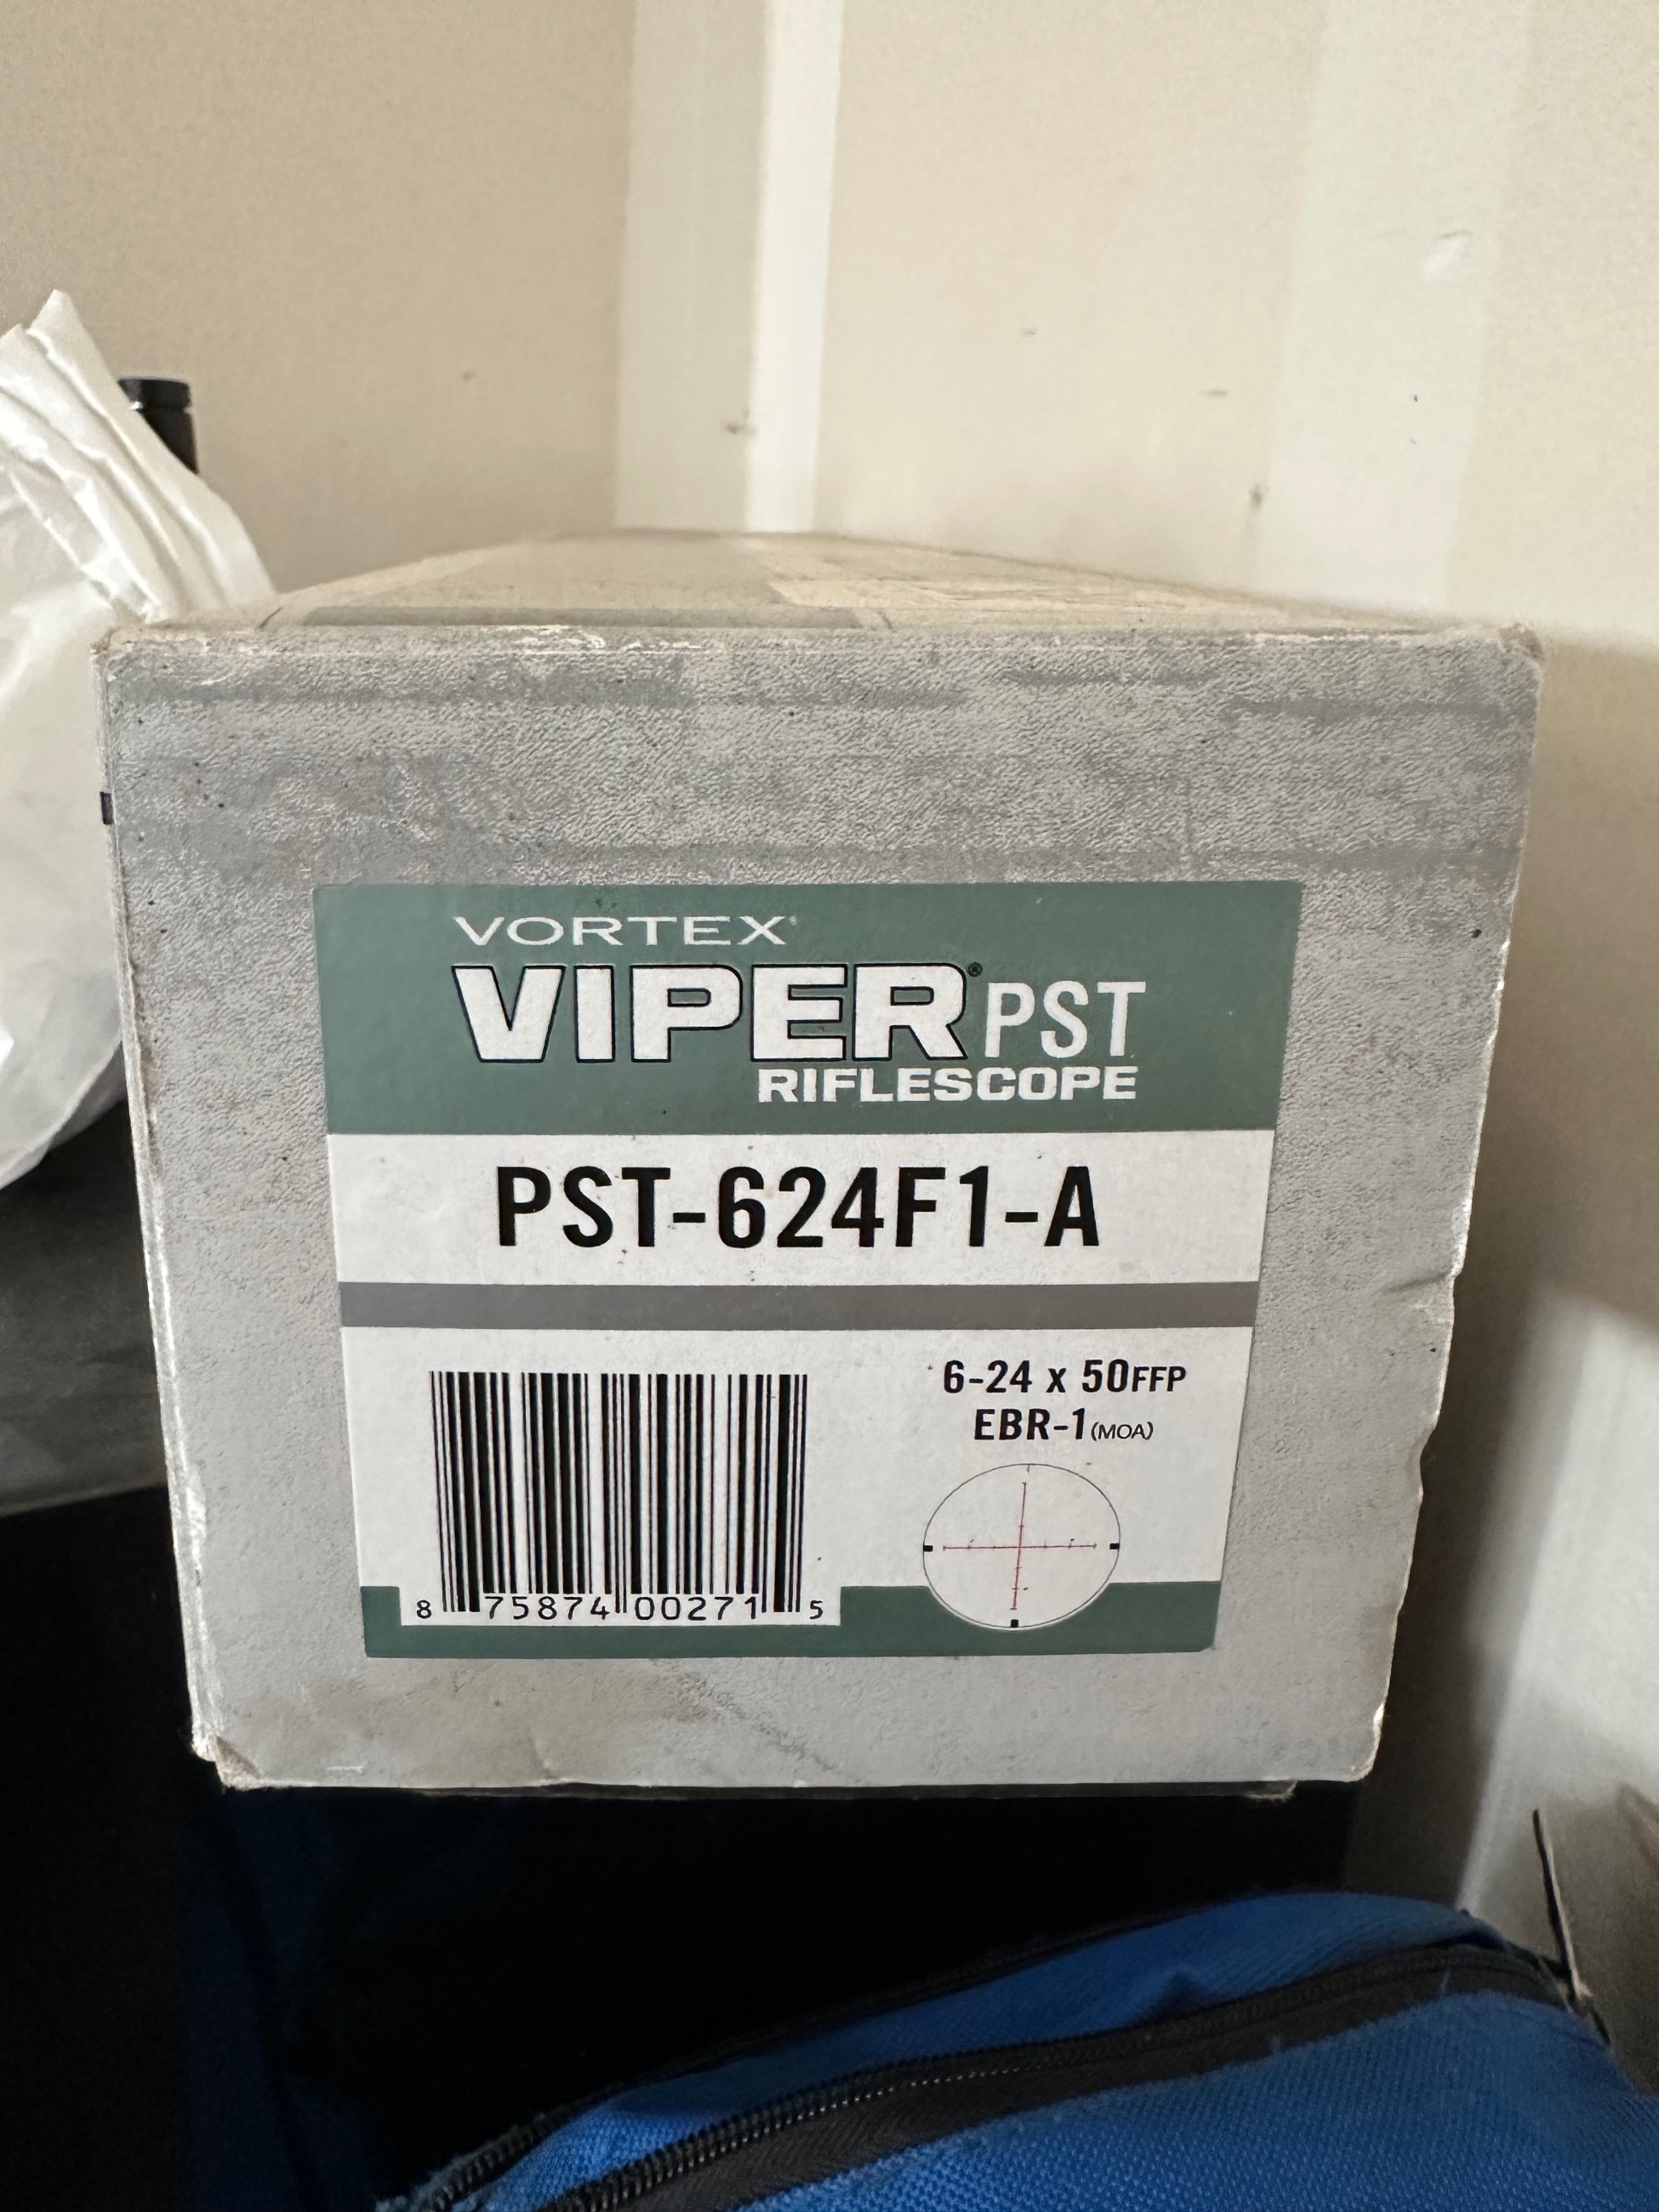 VORTEX
VIPER® PST
RIFLESCOPE
PST-624F1-A
6-24 x 50FFP
EBR-1(MOA)
8 75874 00271 5